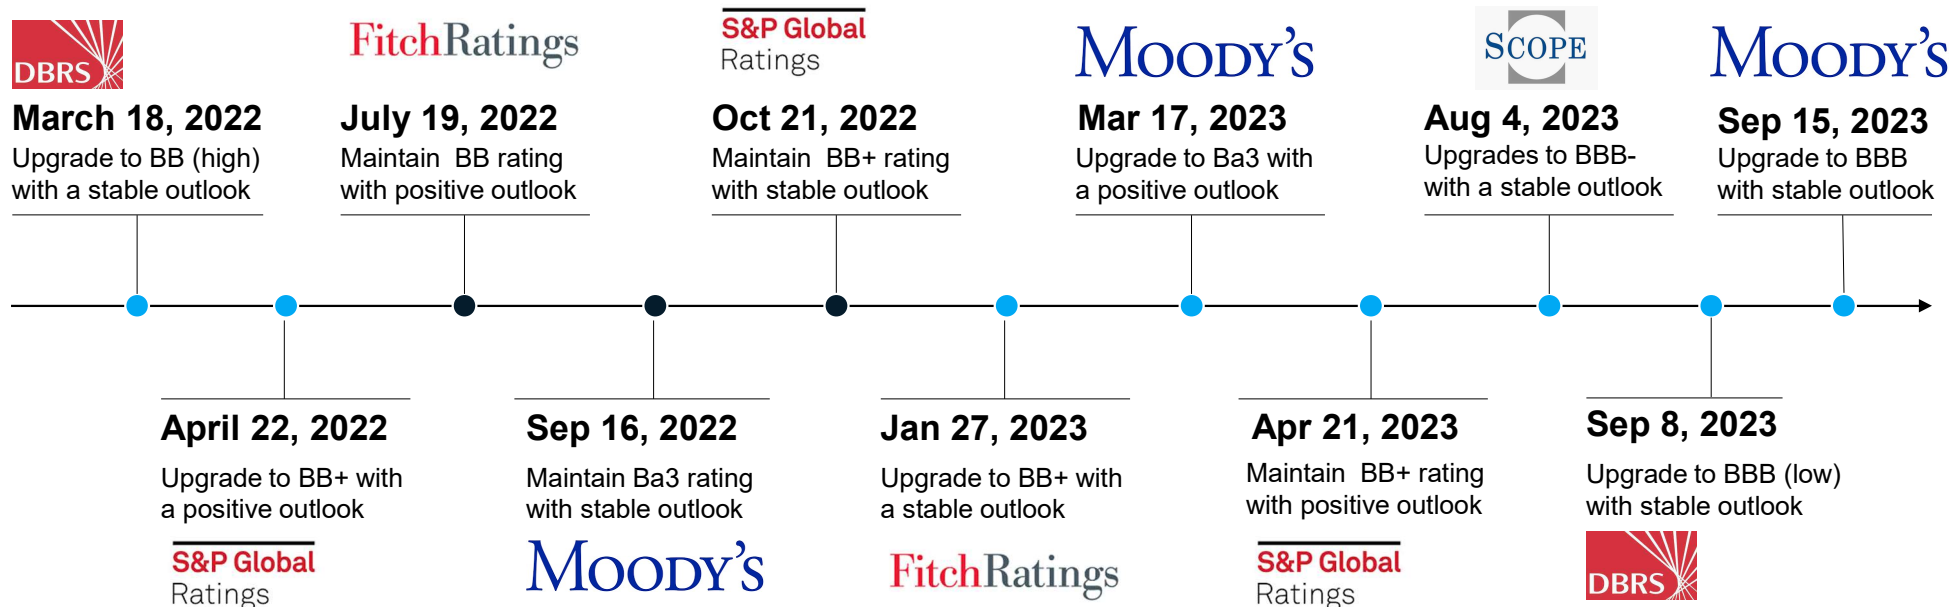 DBRS
March 18, 2022
Upgrade to BB (high)
with a stable outlook
FitchRatings
July 19, 2022
Maintain  BB rating
with positive outlook
S&P Global
Ratings
Oct 21, 2022
Maintain  BB+ rating
with stable outlook
MOODY'S
Mar 17, 2023
Upgrade to Ba3 with
a positive outlook
SCOPE
Aug 4, 2023
Upgrades to BBB-
with a stable outlook
MOODY'S
Sep 15, 2023
Upgrade to BBB
with stable outlook
April 22, 2022
Upgrade to BB+ with
a positive outlook
S&P Global
Ratings
Sep 16, 2022
Maintain Ba3 rating
with stable outlook
MOODY'S
Jan 27, 2023
Upgrade to BB+ with
a stable outlook
FitchRatings
Apr 21, 2023
Maintain  BB+ rating
with positive outlook
S&P Global
Ratings
Sep 8, 2023
Upgrade to BBB (low)
with stable outlook
DBRS